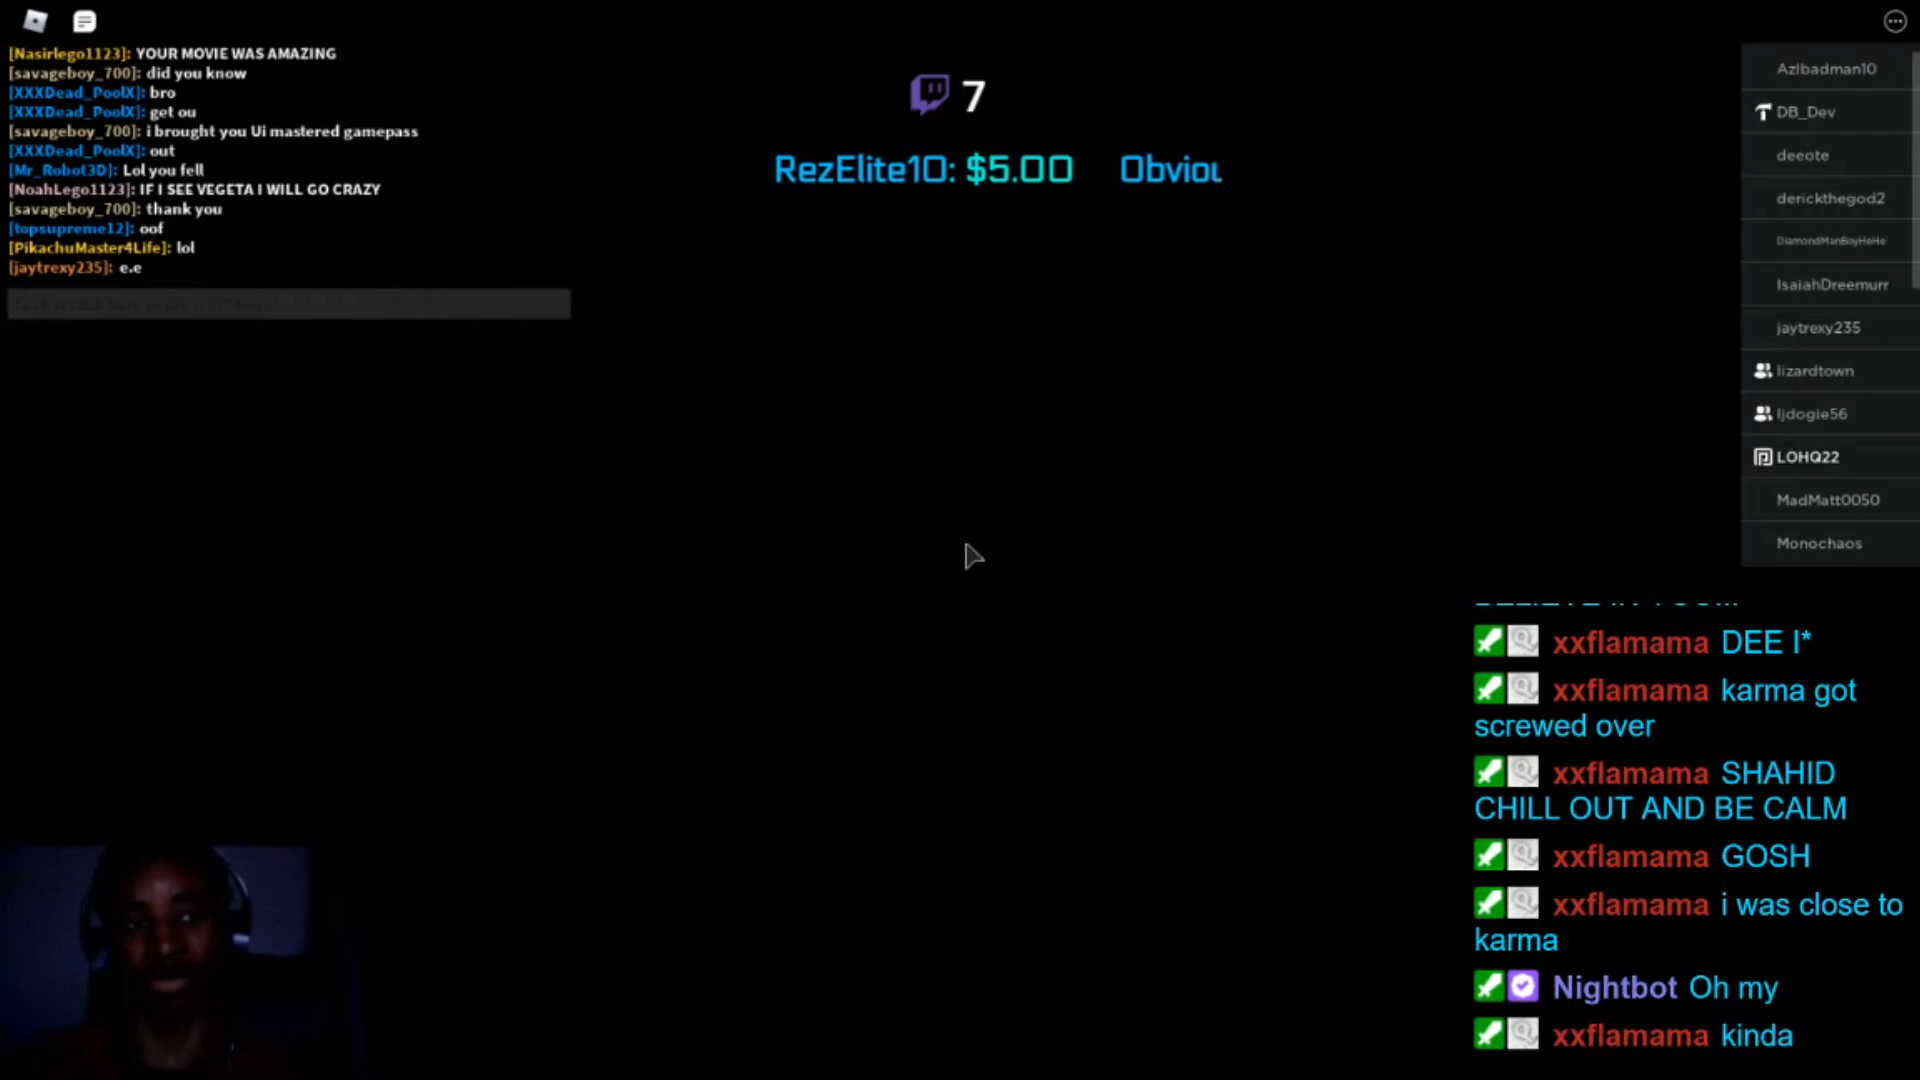 [Nasirlego1123]: YOUR MOVIE WAS AMAZING
[savageboy_700]: did you know
[XXXDead_PoolX]: bro
[XXXDead_PoolX]: get ou
[savageboy_700]: i brought you Ui mastered gamepass
[XXXDead_PoolX]: out
[Mr_Robot3D]: Lol you fell
[NoahLego1123]: IF I SEE VEGETA I WILL GO CRAZY
[savageboy_700]: thank you
[topsupreme12]: oof
[PikachuMaster4Life]: lol
[jaytrexy235]: e.e
7
RezElite10: $5.00 Obviou
Azlbadman10
DB_Dev
deeote
derickthegod2
DiamondManBoyHeHe
IsaiahDreemurr
jaytrexy235
lizardtown
ljdogie56
LOHQ22
MadMatt0050
Monochaos
xxflamama DEE I*
xxflamama karma got
screwed over
xxflamama SHAHID
CHILL OUT AND BE CALM
xxflamama GOSH
xxflamama i was close to
karma
Nightbot Oh my
xxflamama kinda